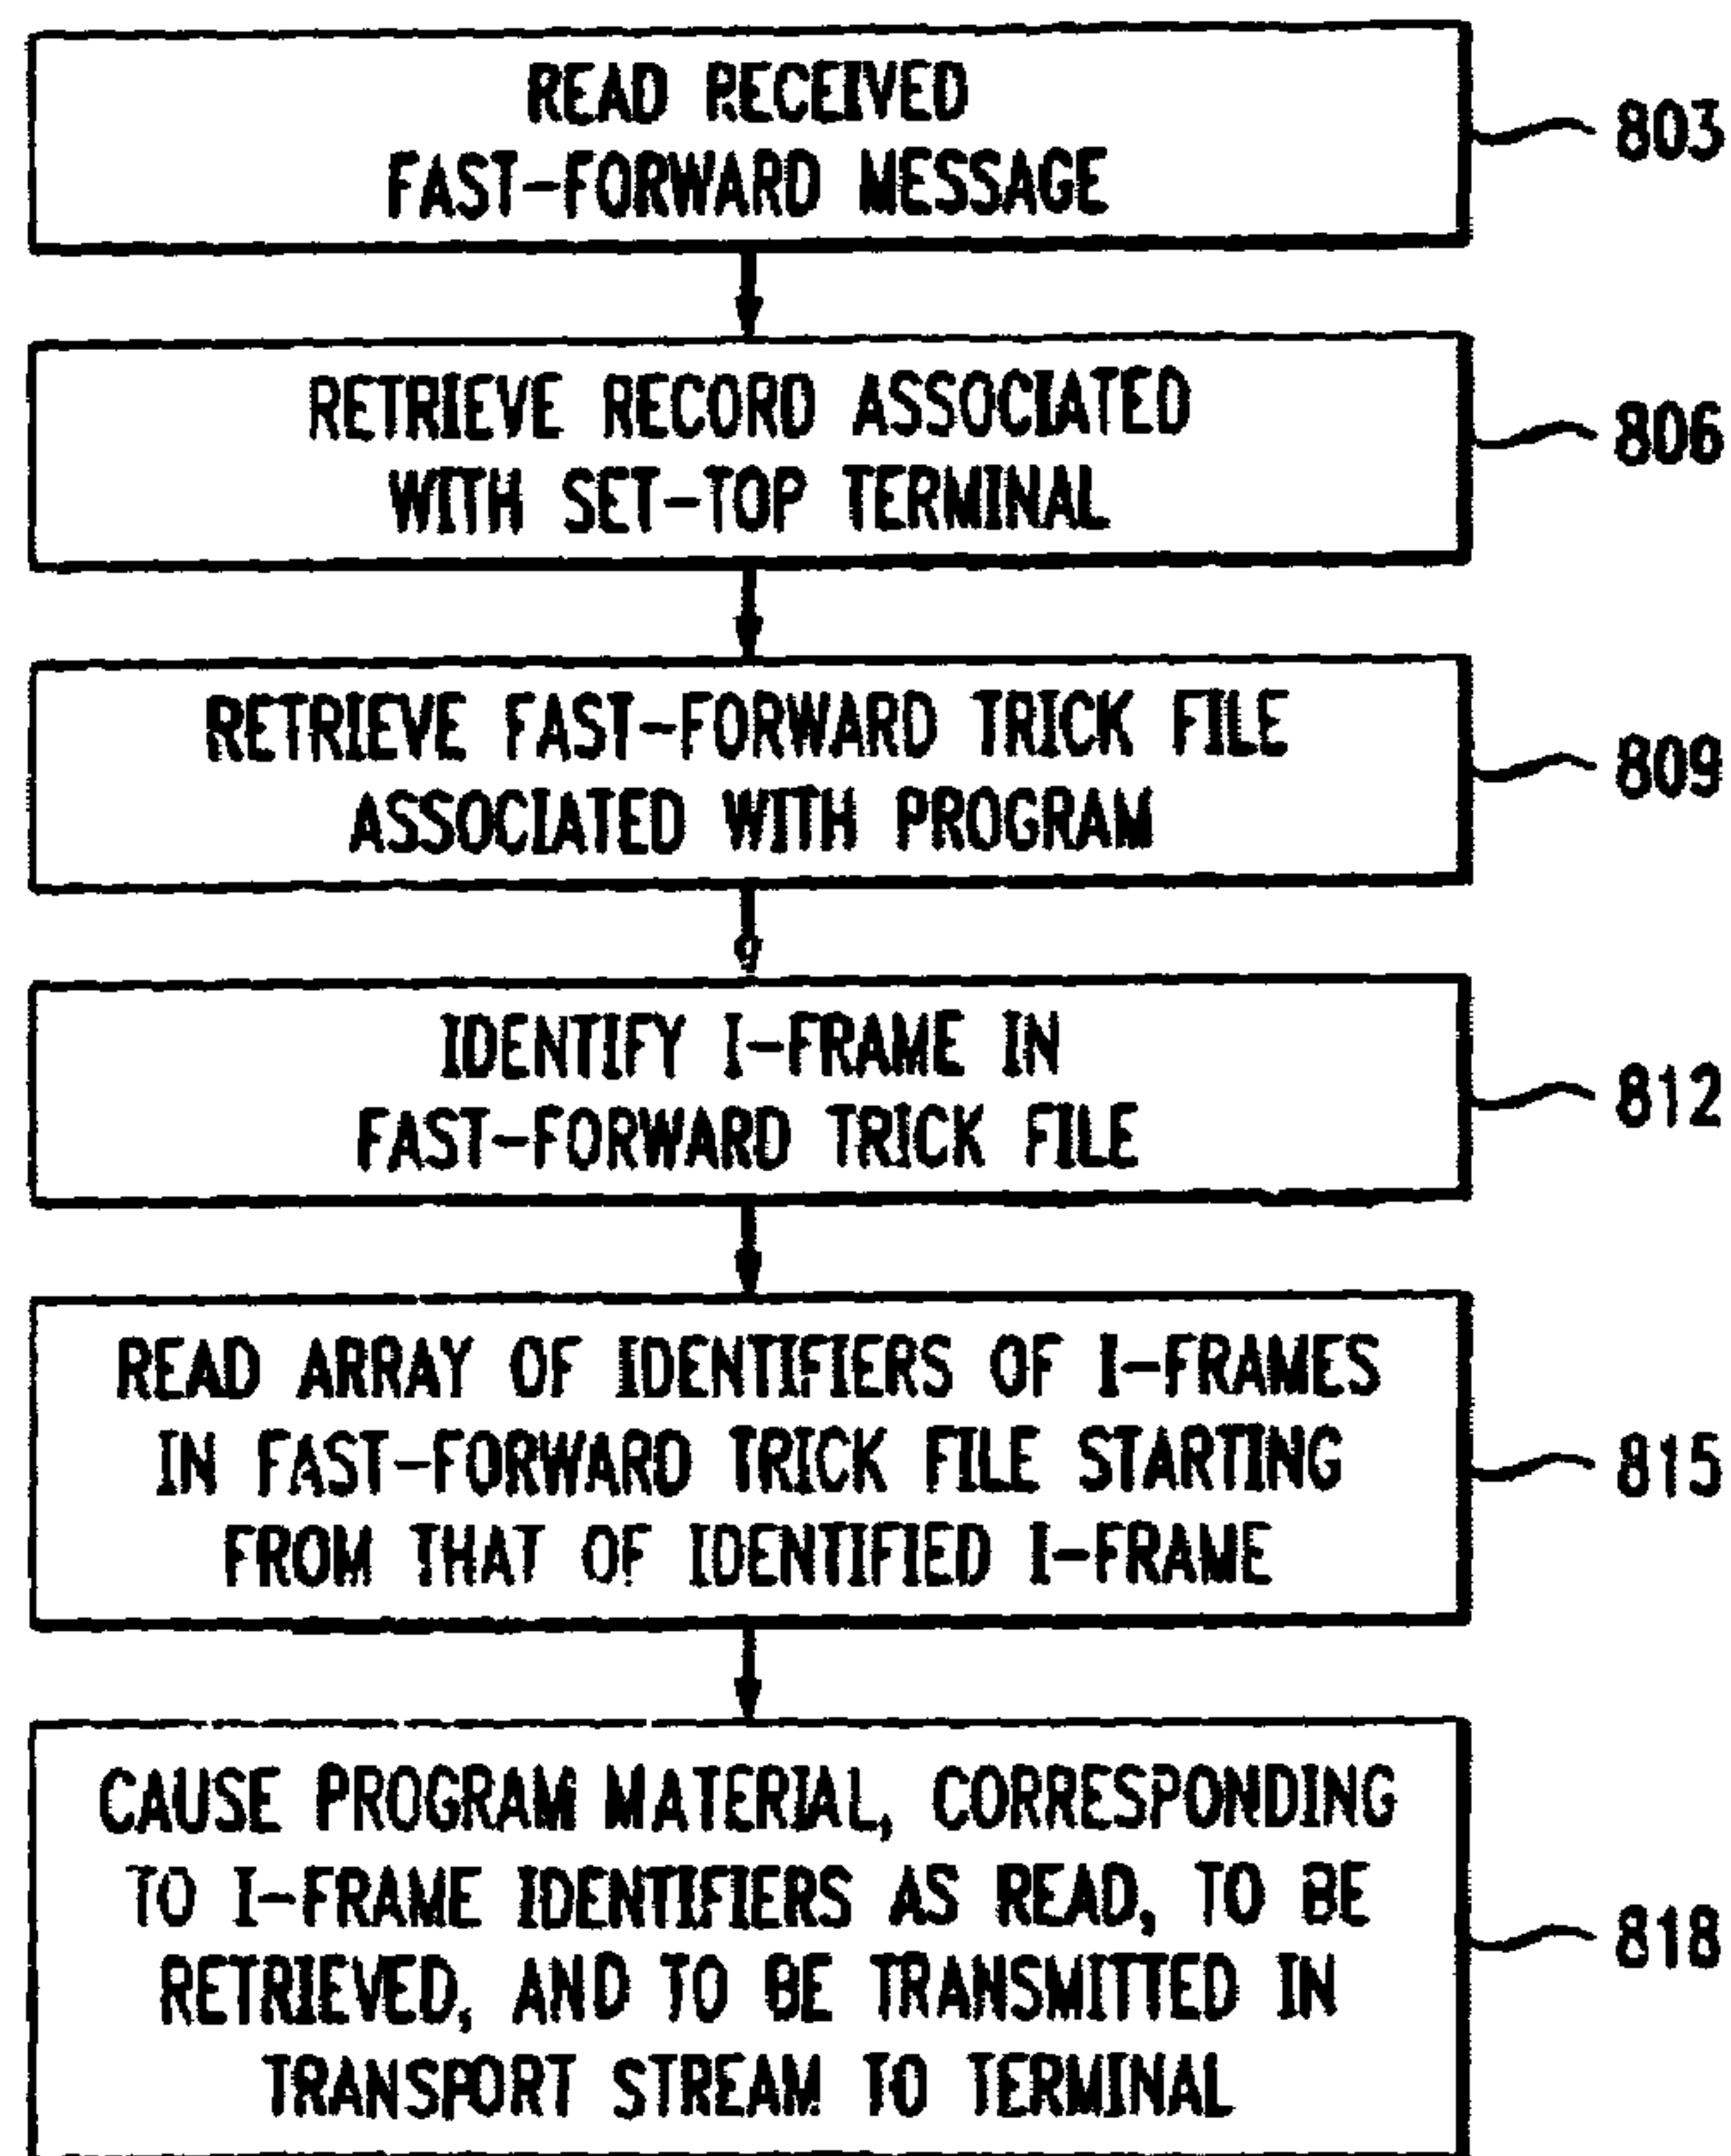 READ RECEIVED
FAST-FORWARD MESSAGE
803
RETRIEVE RECORD ASSOCIATED
WITH SET-TOP TERMINAL
806
RETRIEVE FAST-FORWARD TRICK FILE
ASSOCIATED WITH PROGRAM
809
IDENTIFY I-FRAME IN
FAST-FORWARD TRICK FILE
812
READ ARRAY OF IDENTIFIERS OF I-FRAMES
IN FAST-FORWARD TRICK FILE STARTING
FROM THAT OF IDENTIFIED I-FRAME
815
CAUSE PROGRAM MATERIAL, CORRESPONDING
TO I-FRAME IDENTIFIERS AS READ, TO BE
RETRIEVED, AND TO BE TRANSMITTED IN
TRANSPORT STREAM TO TERMINAL
818